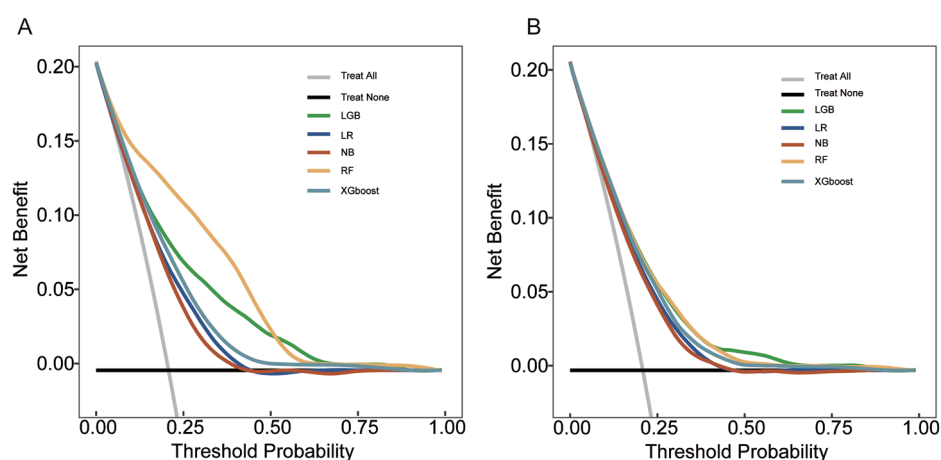 A
Net Benefit
0.20
0.15
0.10
0.05
0.00
Treat All
Treat None
LGB
LR
NB
RF
XGboost
0.00 0.25 0.50 0.75 1.00
Threshold Probability
B
Net Benefit
0.20
0.15
0.10
0.05
0.00
Treat All
Treat None
LGB
LR
NB
RF
XGboost
0.00 0.25 0.50 0.75 1.00
Threshold Probability